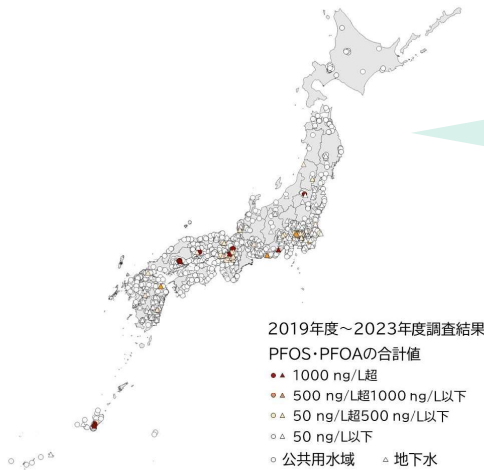 2019年度～2023年度調査結果
PFOS・PFOAの合計値
1000 ng/L超
500 ng/L超1000 ng/L以下
50 ng/L超500 ng/L以下
50 ng/L以下
公共用水域 地下水